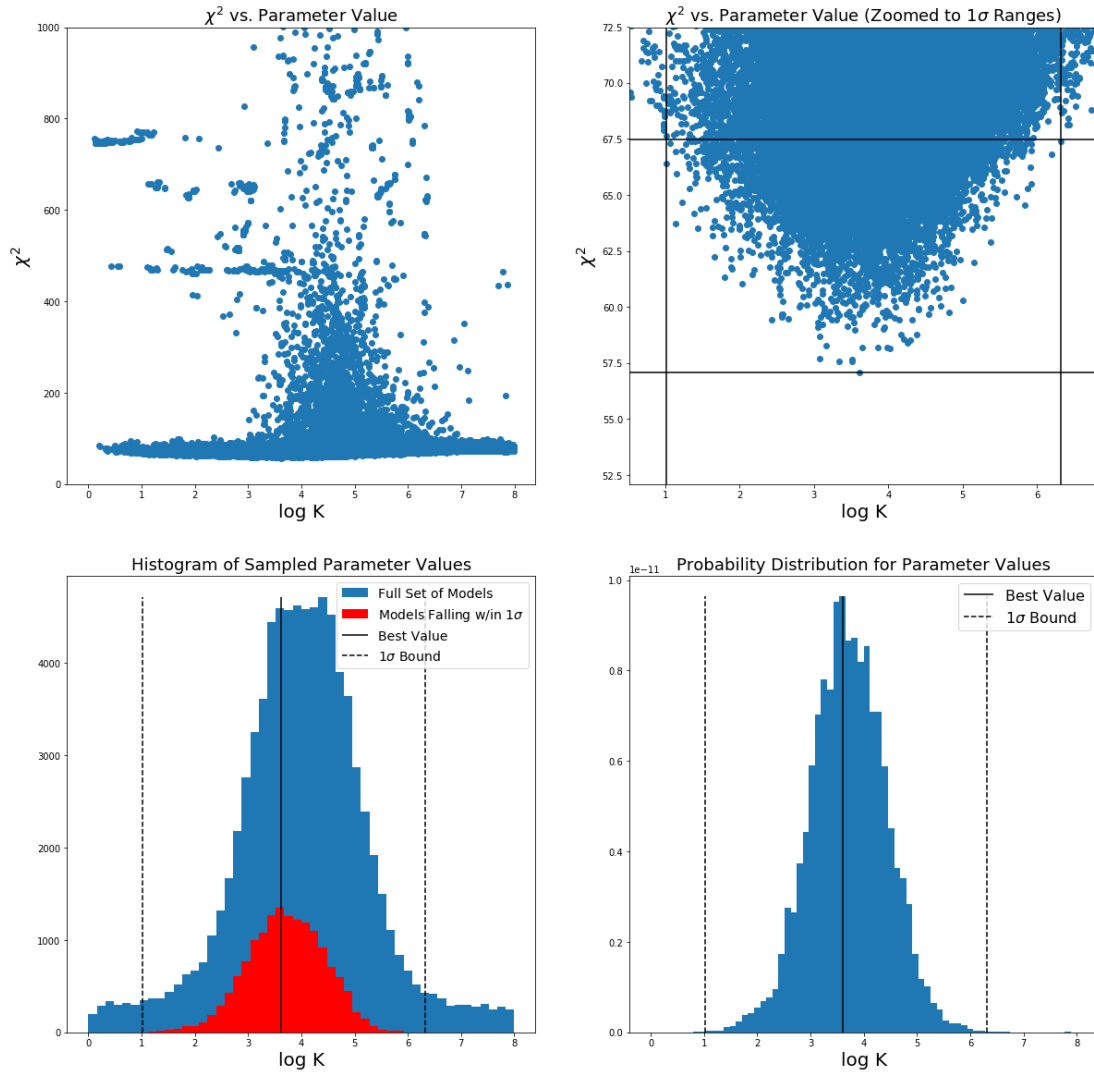 χ² vs. Parameter Value
1000
800
600
400
200
0
χ²
0 1 2 3 4 5 6 7 8
log K
χ² vs. Parameter Value (Zoomed to 1σ Ranges)
72.5
70.0
67.5
65.0
62.5
60.0
57.5
55.0
52.5
χ²
1 2 3 4 5 6
log K
Histogram of Sampled Parameter Values
Full Set of Models
Models Falling w/in 1σ
Best Value
1σ Bound
4000
3000
2000
1000
0
0 1 2 3 4 5 6 7 8
log K
Probability Distribution for Parameter Values
1e−11
Best Value
1σ Bound
1.0
0.8
0.6
0.4
0.2
0.0
0 1 2 3 4 5 6 7 8
log K